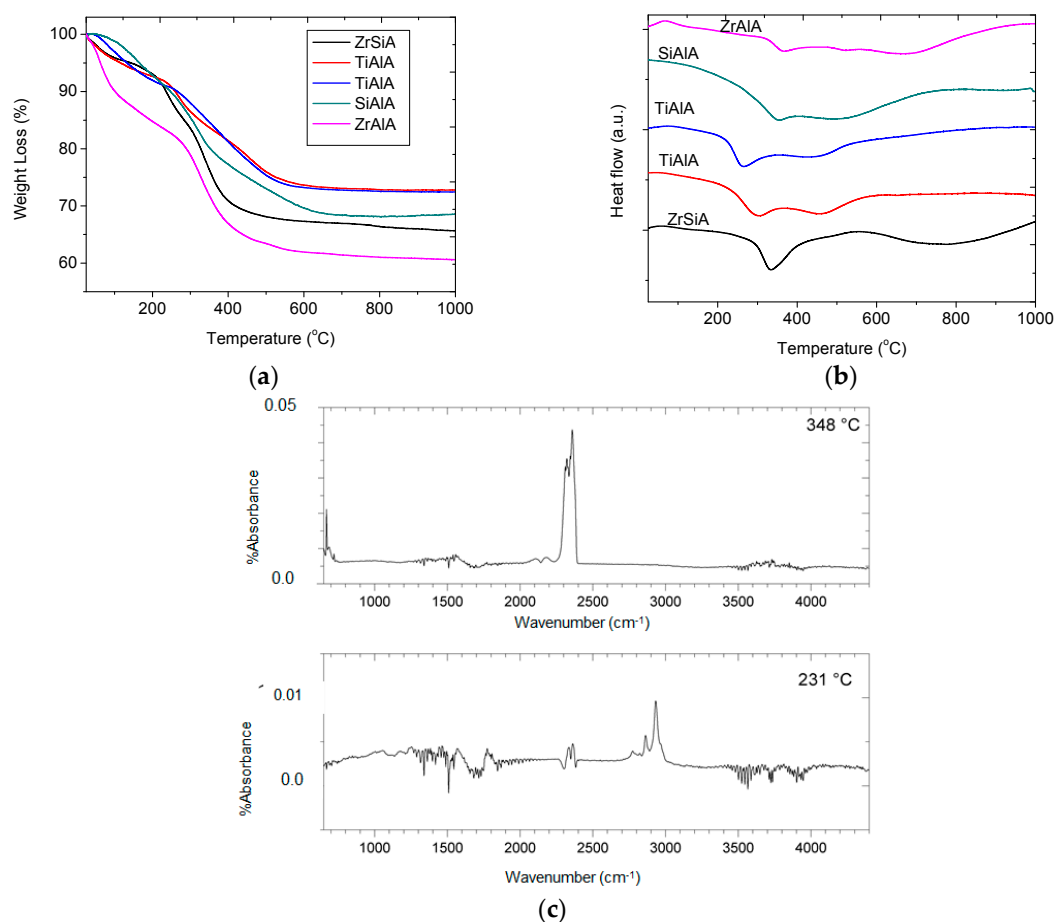 100
90
80
70
60
Weight Loss (%)
ZrSiA
TiAlA
TiAlA
SiAlA
ZrAlA
200 400 600 800 1000
Temperature (°C)
(a)
Heat flow (a.u.)
ZrAlA
SiAlA
TiAlA
TiAlA
ZrSiA
200 400 600 800 1000
Temperature (°C)
(b)
0.05
348 °C
%Absorbance
0.0
1000 1500 2000 2500 3000 3500 4000
Wavenumber (cm-1)
231 °C
0.01
%Absorbance
0.0
1000 1500 2000 2500 3000 3500 4000
Wavenumber (cm-1)
(c)